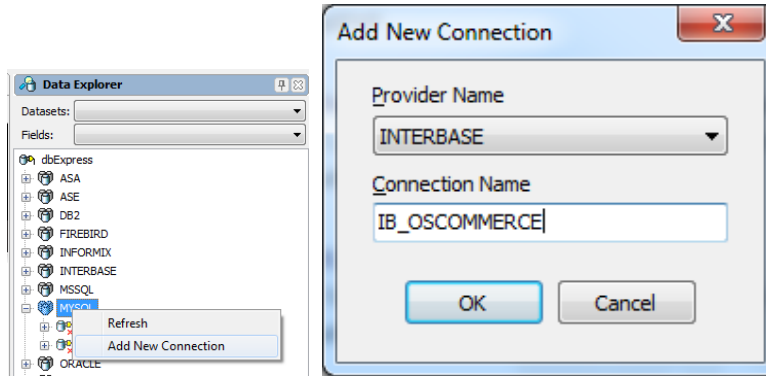 Data Explorer
Datasets:
Fields:
dbExpress
ASA
ASE
DB2
FIREBIRD
INFORMIX
INTERBASE
MSSQL
MYSQL
Refresh
Add New Connection
ORACLE
Add New Connection
Provider Name
INTERBASE
Connection Name
IB_OSCOMMERCE
OK
Cancel